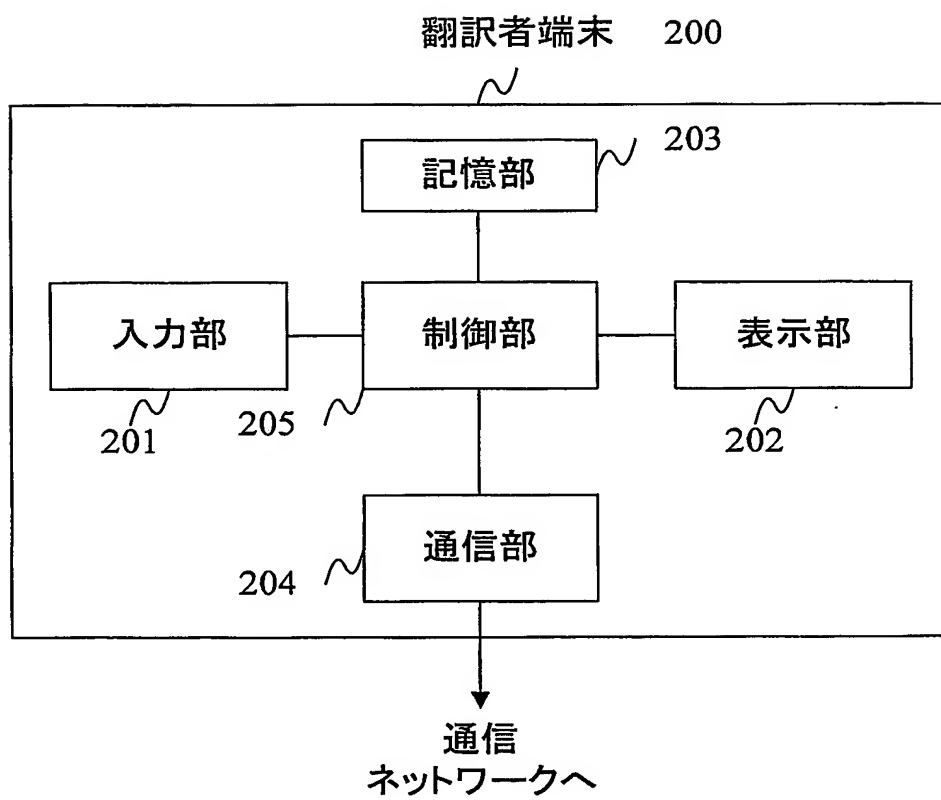 翻訳者端末 200
203
記憶部
入力部
制御部
表示部
201
205
202
通信部
204
通信
ネットワークへ